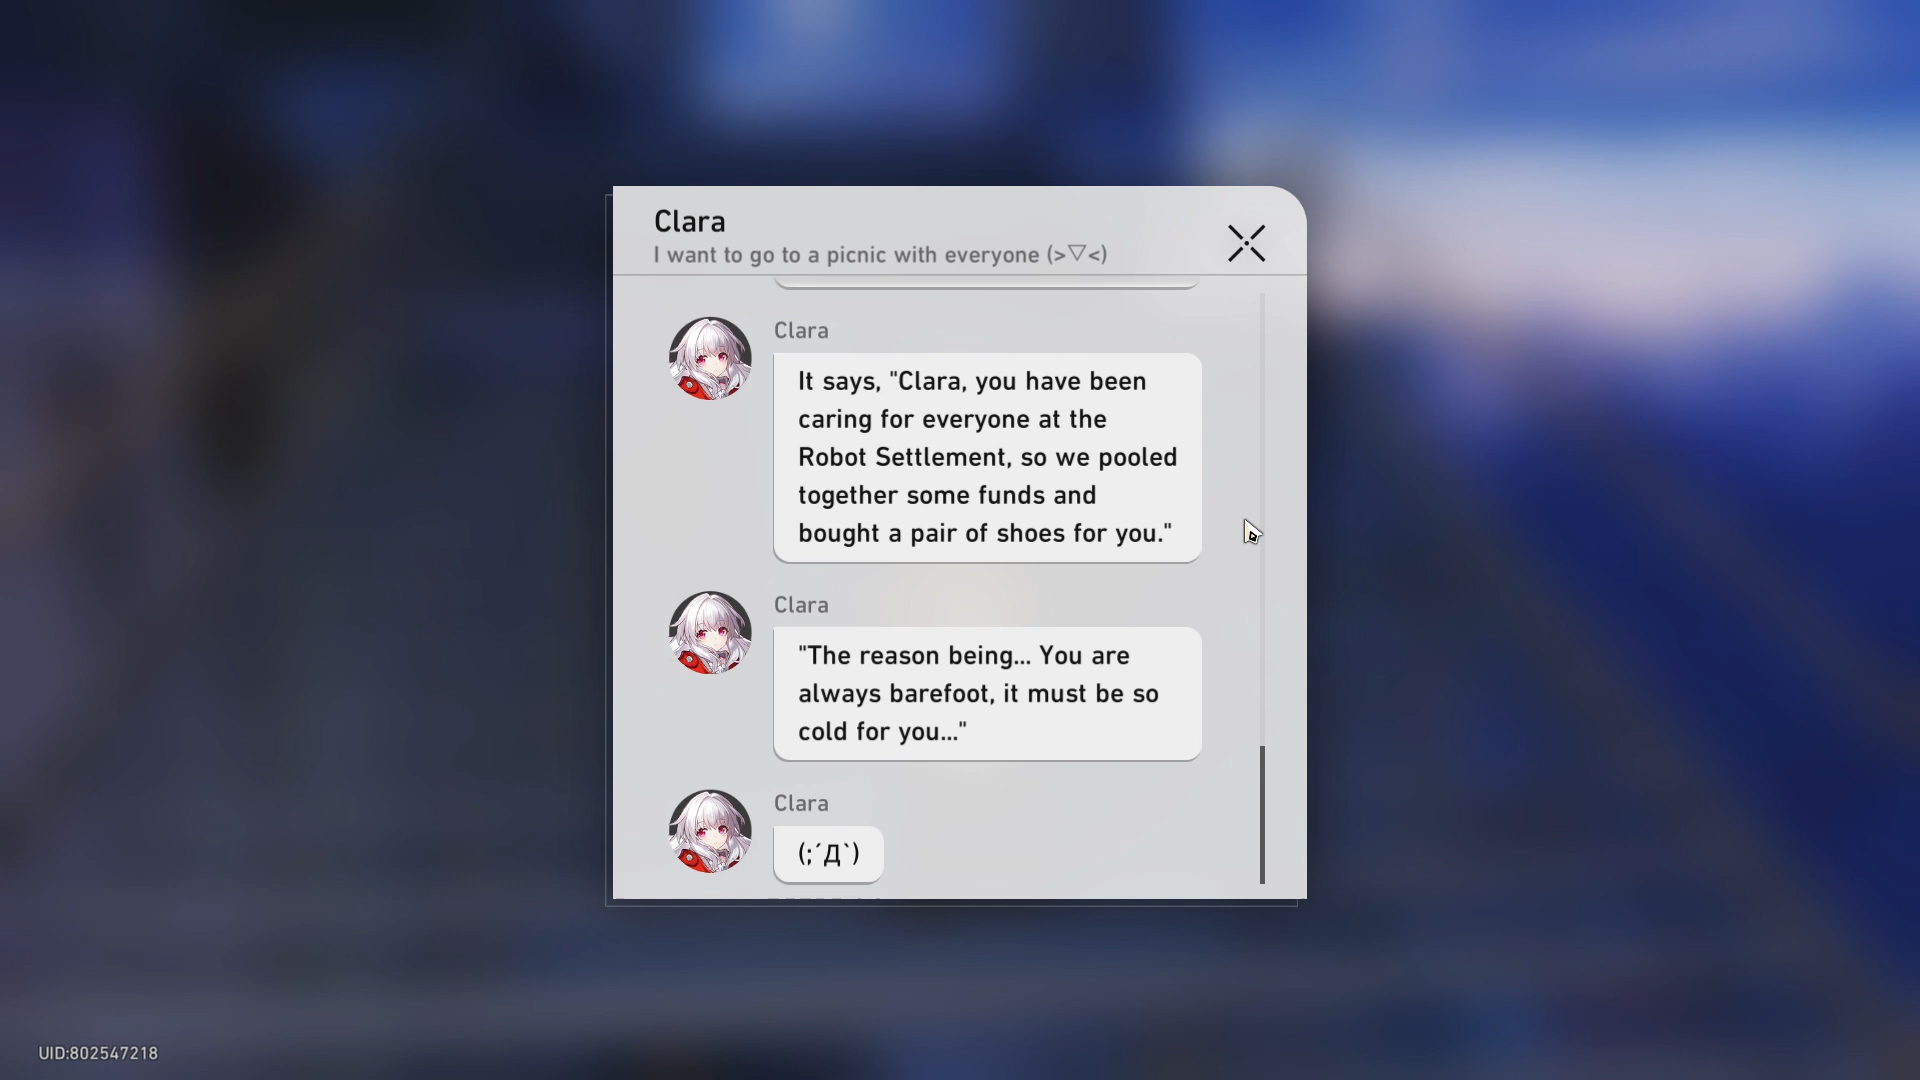 Clara
I want to go to a picnic with everyone (>▽<)
Clara
It says, "Clara, you have been
caring for everyone at the
Robot Settlement, so we pooled
together some funds and
bought a pair of shoes for you."
Clara
"The reason being... You are
always barefoot, it must be so
cold for you..."
Clara
(;´Д`)
UID:802547218